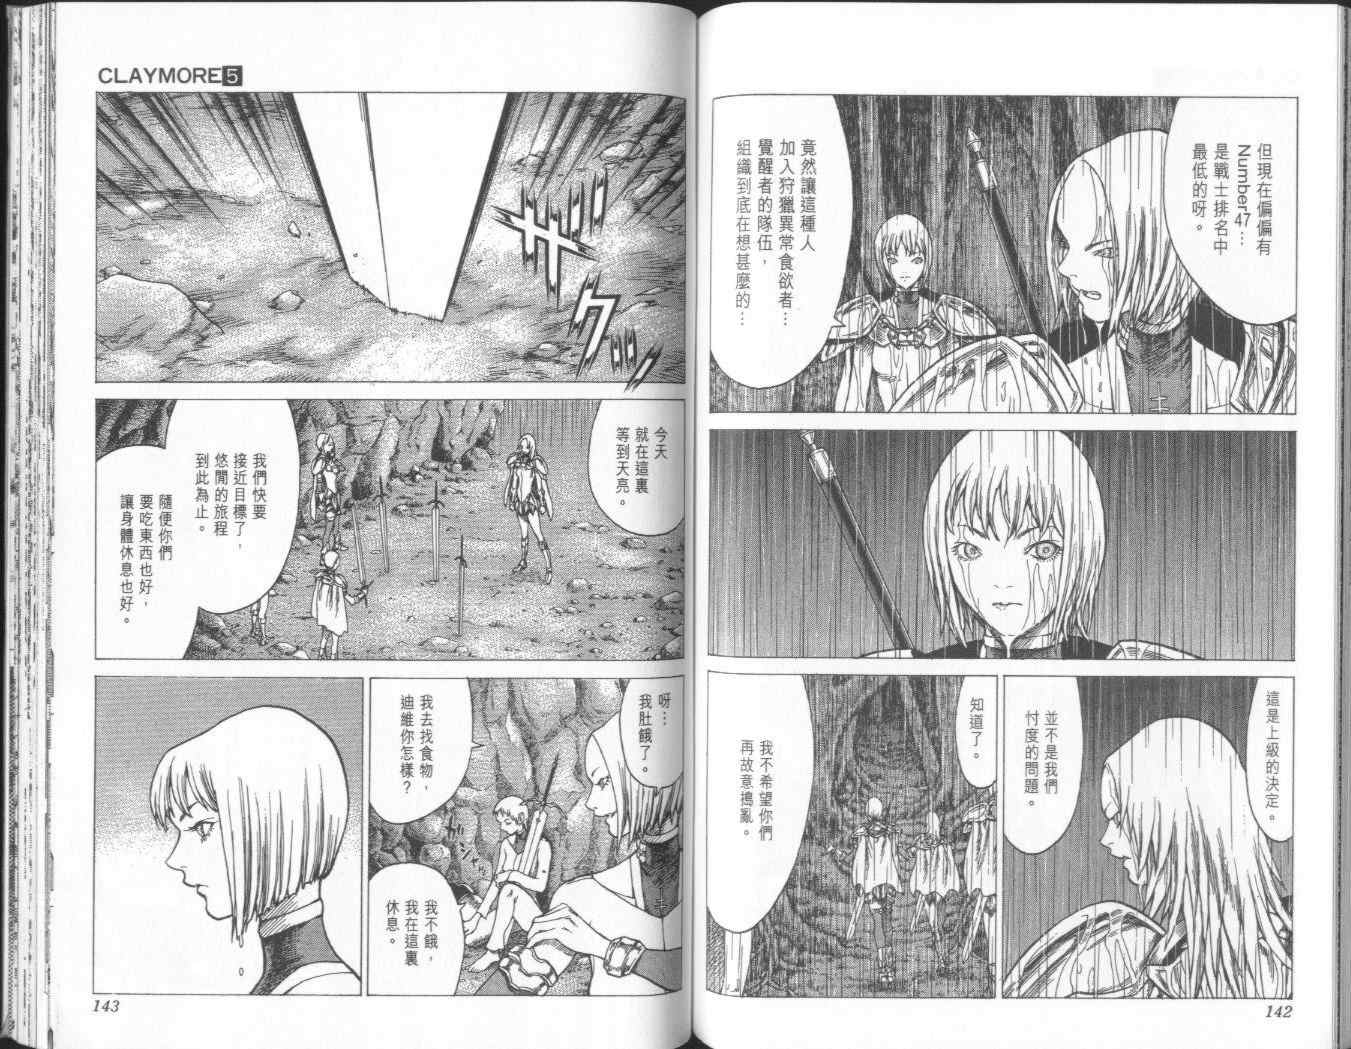 但現在偏偏有
Number47…
是戰士排名中
最低的呀。
竟然讓這種人
加入狩獵異常食欲者…
覺醒者的隊伍，
組織到底在想甚麼的…
這是上級的決定。
並不是我們
忖度的問題。
知道了。
我不希望你們
再故意搗亂。
142
CLAYMORE5
ザザザ
クッ
今天
就在這裏
等到天亮。
我們快要
接近目標了，
悠閒的旅程
到此為止。
隨便你們
要吃東西也好，
讓身體休息也好。
呀…
我肚餓了。
我去找食物，
迪維你怎樣？
我不餓，
我在這裏
休息。
143